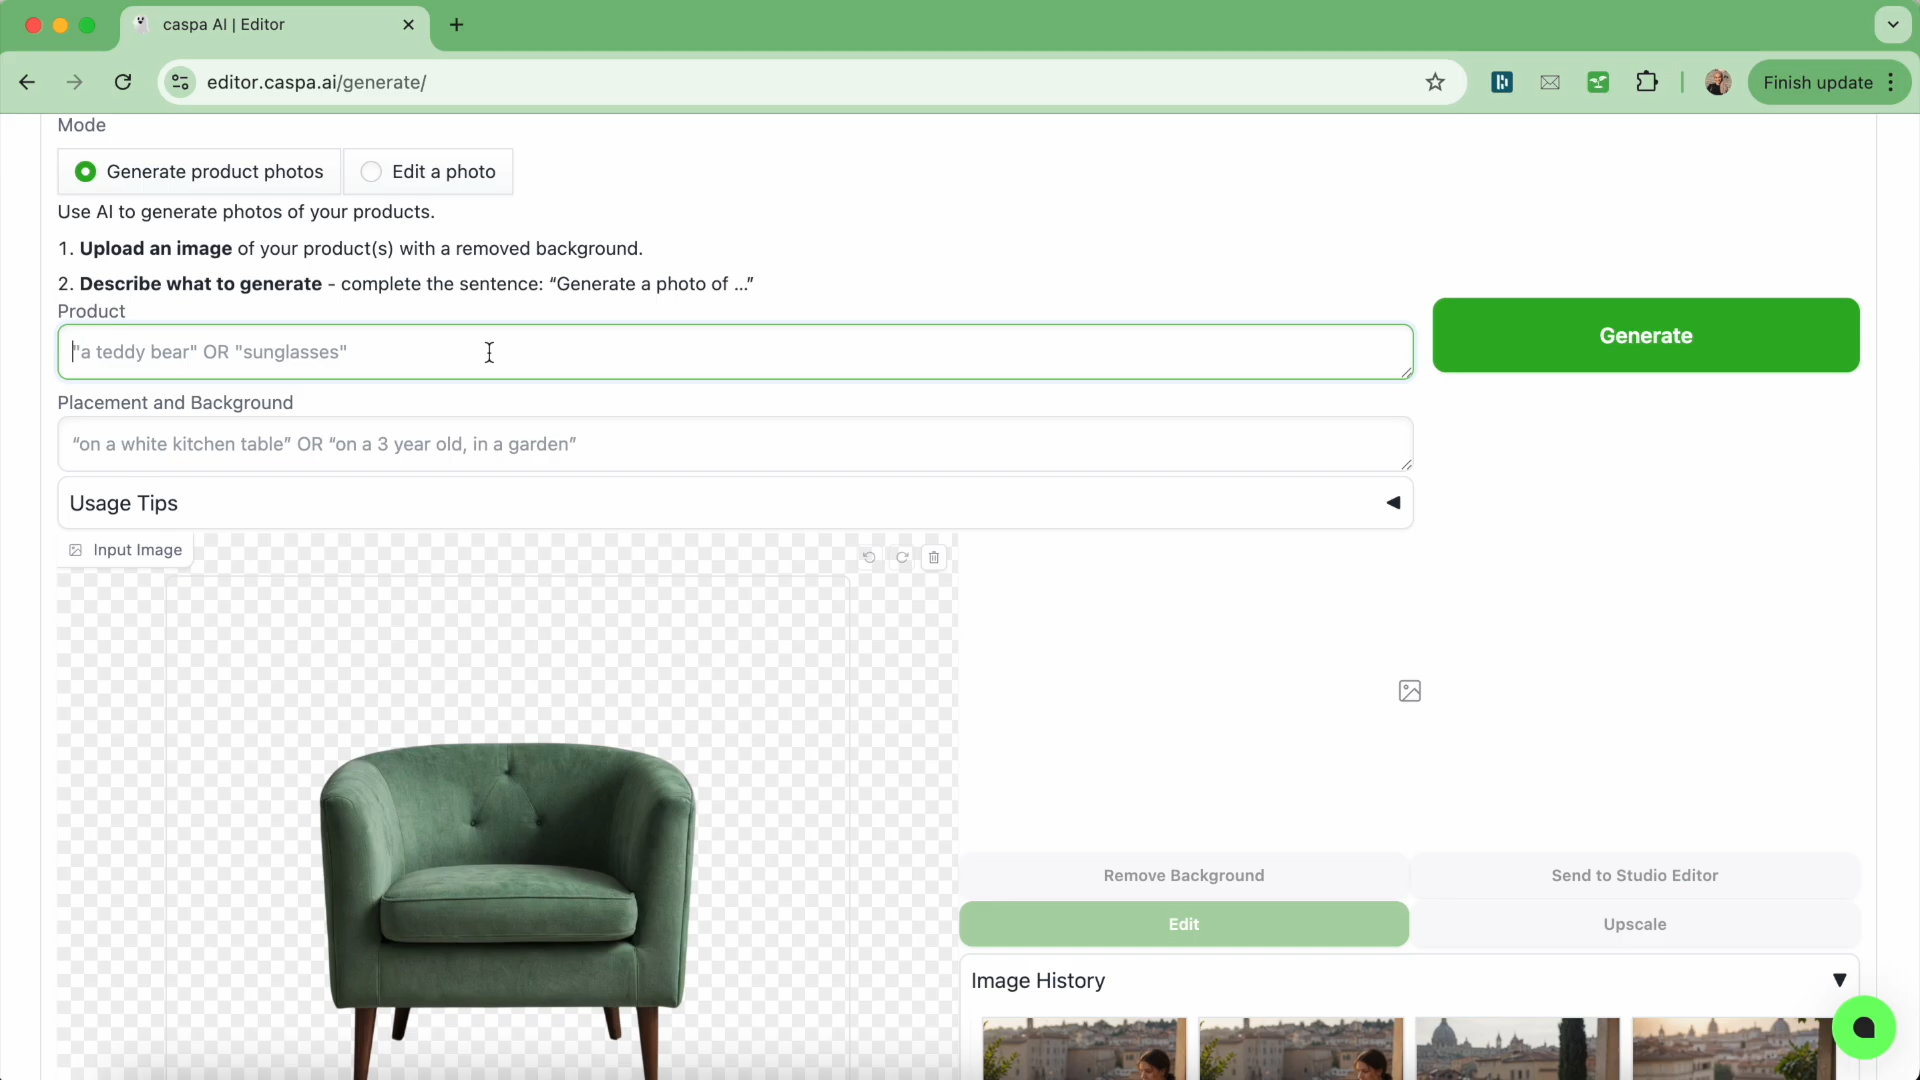 caspa AI | Editor
editor.caspa.ai/generate/
Finish update
Mode
Generate product photos
Edit a photo
Use AI to generate photos of your products.
1. Upload an image of your product(s) with a removed background.
2. Describe what to generate - complete the sentence: “Generate a photo of ...”
Product
"a teddy bear" OR "sunglasses"
Generate
Placement and Background
“on a white kitchen table” OR “on a 3 year old, in a garden”
Usage Tips
Input Image
Remove Background
Send to Studio Editor
Edit
Upscale
Image History